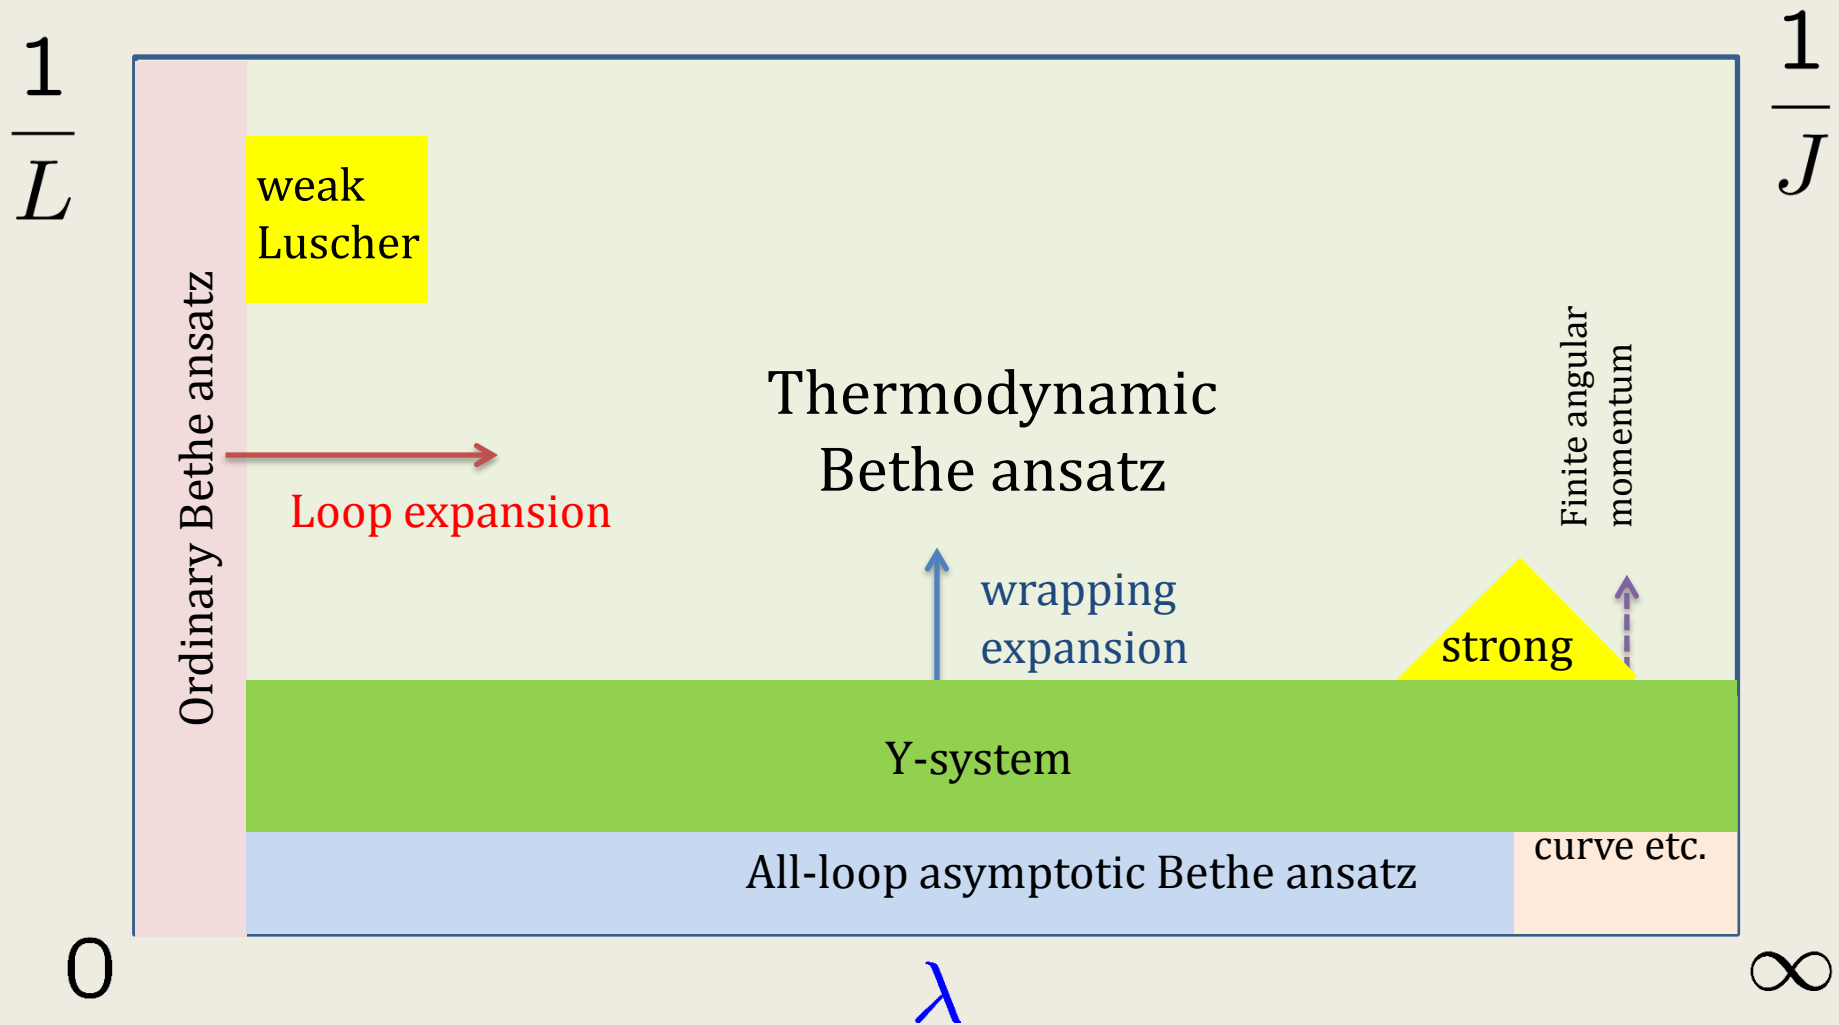 1
L
1
J
weak
Luscher
Ordinary Bethe ansatz
Thermodynamic
Bethe ansatz
Finite angular
momentum
Loop expansion
wrapping
expansion
strong
Y-system
curve etc.
All-loop asymptotic Bethe ansatz
0
λ
∞